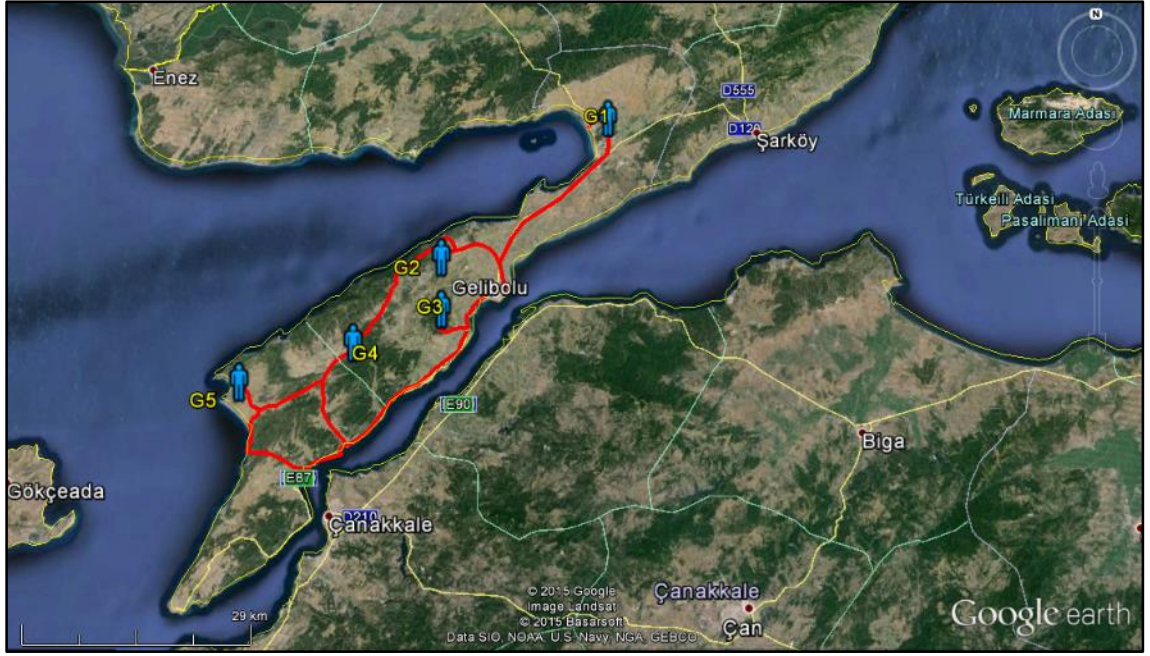 N
Enez
D555
G1
Marmara Adası
D120
Şarköy
Türkeli Adası
Paşalimanı Adası
G2
Gelibolu
G3
G4
G5
E90
Biga
E87
Gökçeada
D210
Çanakkale
© 2015 Google
Image Landsat
© 2015 Basarsoft
Data SIO, NOAA, U.S. Navy, NGA, GEBCO
Çanakkale
Çan
29 km
Google earth